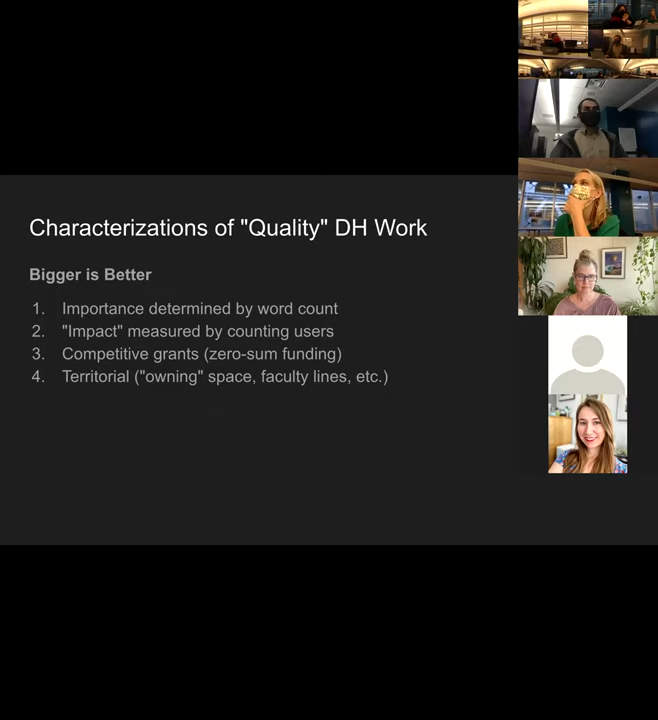 Characterizations of "Quality" DH Work
Bigger is Better
1. Importance determined by word count
2. "Impact" measured by counting users
3. Competitive grants (zero-sum funding)
4. Territorial ("owning" space, faculty lines, etc.)